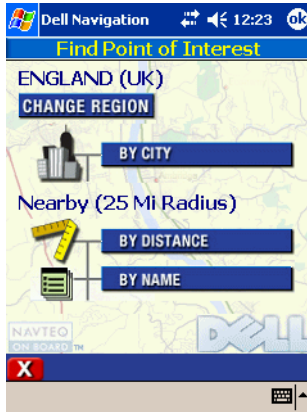 Dell Navigation 12:23 ok
Find Point of Interest
ENGLAND (UK)
CHANGE REGION
BY CITY
Nearby (25 Mi Radius)
BY DISTANCE
BY NAME
NAVTEQ
ON BOARD TM
DELL
X